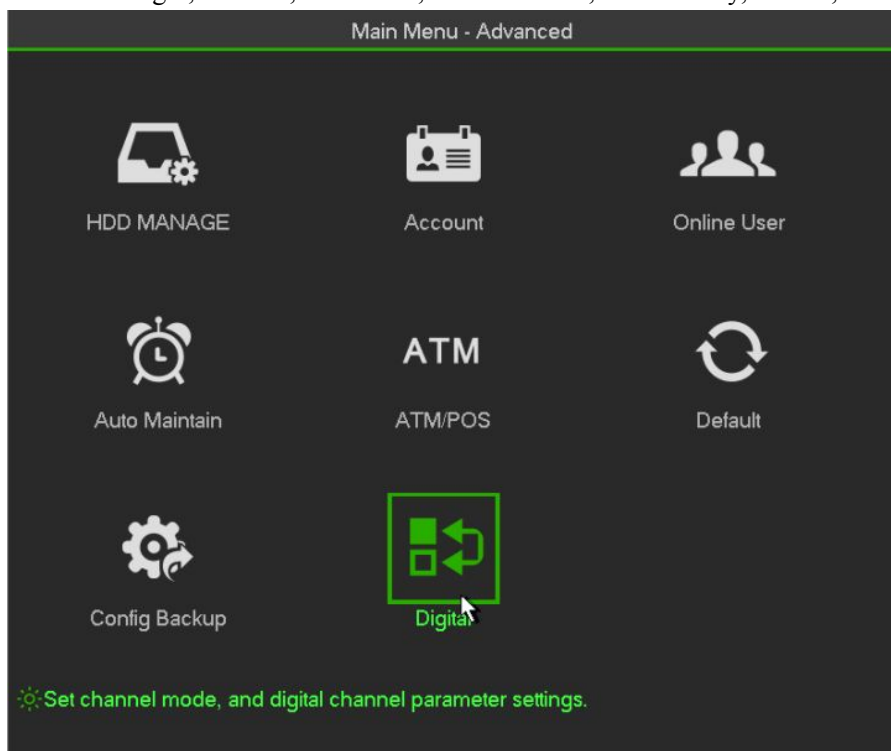 Main Menu - Advanced
HDD MANAGE
Account
Online User
ATM
Auto Maintain
ATM/POS
Default
Config Backup
Digital
Set channel mode, and digital channel parameter settings.